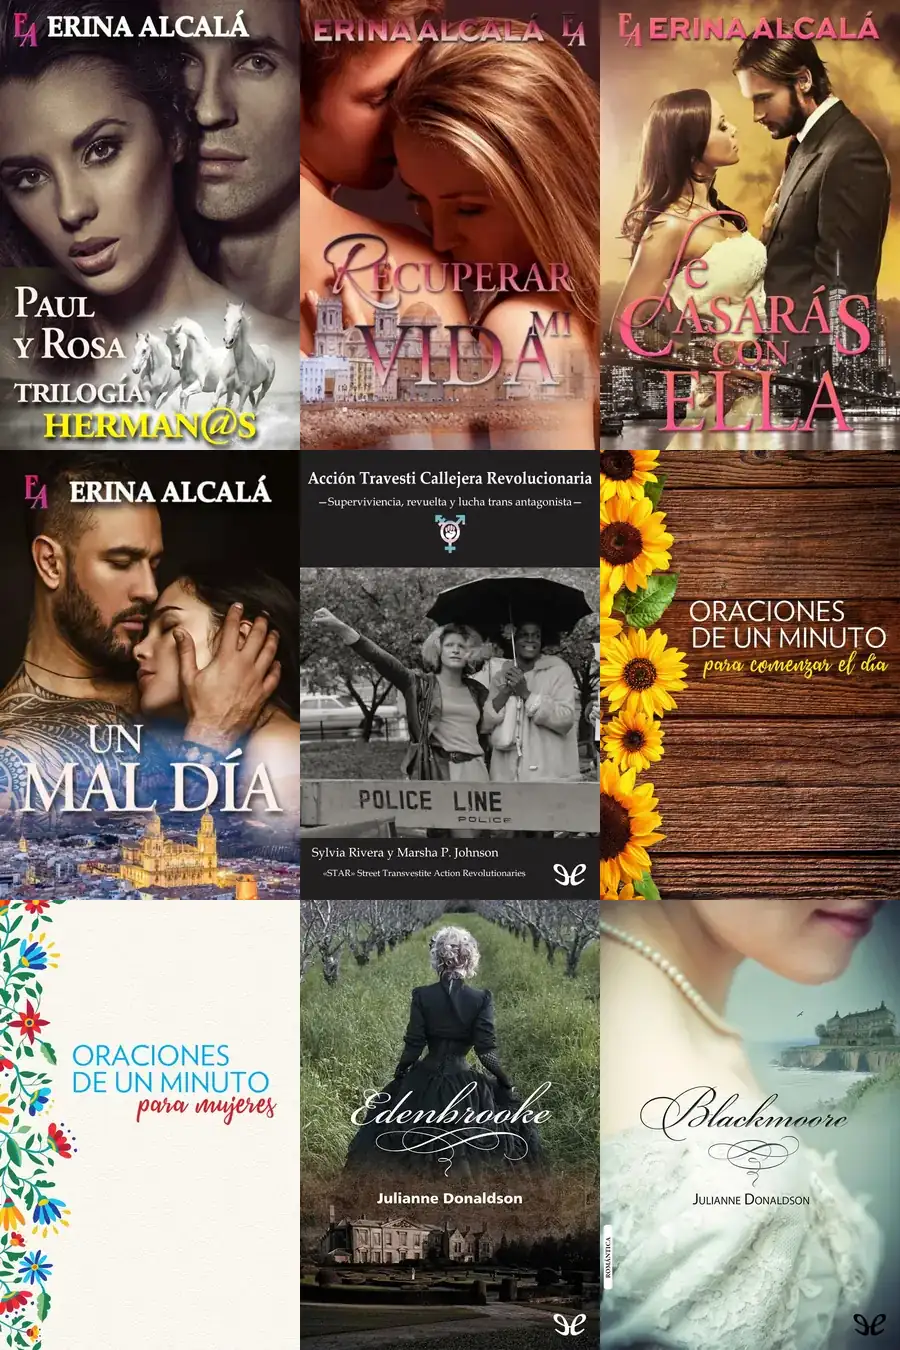 EA ERINA ALCALÁ
PAUL
Y ROSA
TRILOGÍA
HERMAN@S
ERINA ALCALÁ EA
RECUPERAR
MI
VIDA
EA ERINA ALCALÁ
Te
CASARÁS
CON
ELLA
EA ERINA ALCALÁ
UN
MAL DÍA
Acción Travesti Callejera Revolucionaria
—Superviviencia, revuelta y lucha trans antagonista—
POLICE LINE
POLICE
Sylvia Rivera y Marsha P. Johnson
«STAR» Street Transvestite Action Revolutionaries
ORACIONES
DE UN MINUTO
para comenzar el día
ORACIONES
DE UN MINUTO
para mujeres
Edenbrooke
Julianne Donaldson
Blackmoore
JULIANNE DONALDSON
ROMÁNTICA